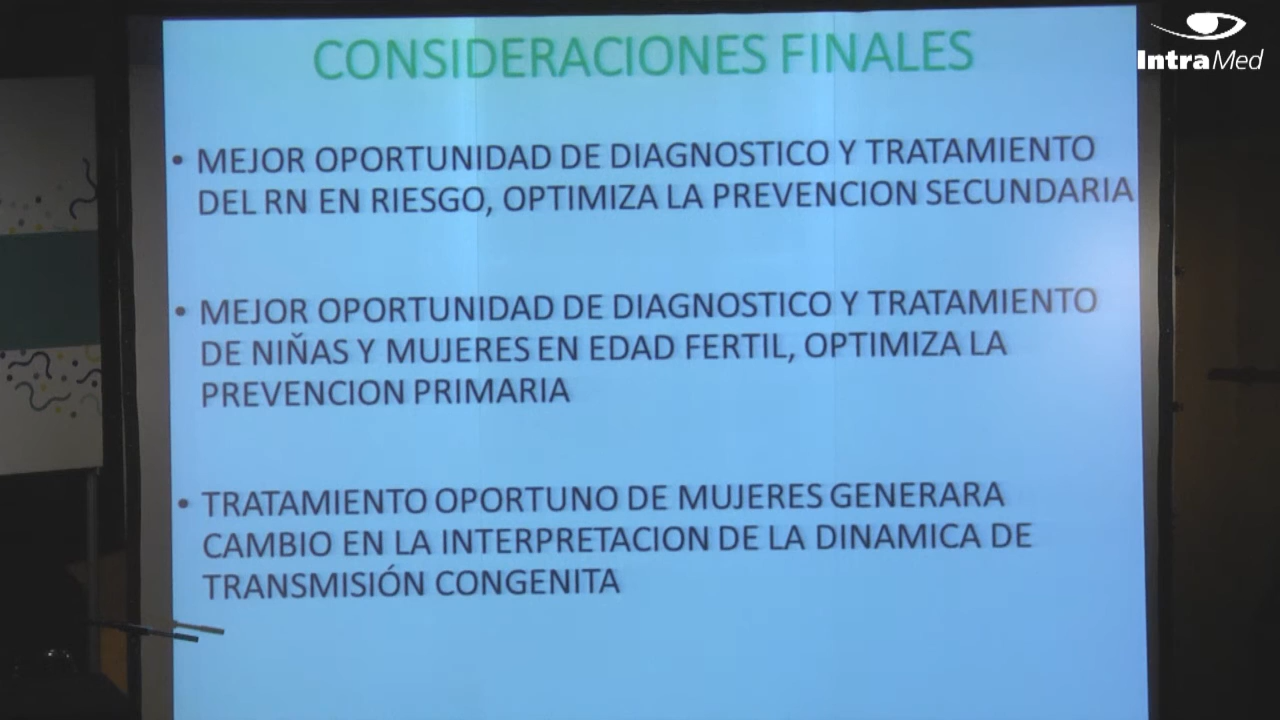 CONSIDERACIONES FINALES
IntraMed
• MEJOR OPORTUNIDAD DE DIAGNOSTICO Y TRATAMIENTO
DEL RN EN RIESGO, OPTIMIZA LA PREVENCION SECUNDARIA
• MEJOR OPORTUNIDAD DE DIAGNOSTICO Y TRATAMIENTO
DE NIÑAS Y MUJERES EN EDAD FERTIL, OPTIMIZA LA
PREVENCION PRIMARIA
• TRATAMIENTO OPORTUNO DE MUJERES GENERARA
CAMBIO EN LA INTERPRETACION DE LA DINAMICA DE
TRANSMISIÓN CONGENITA